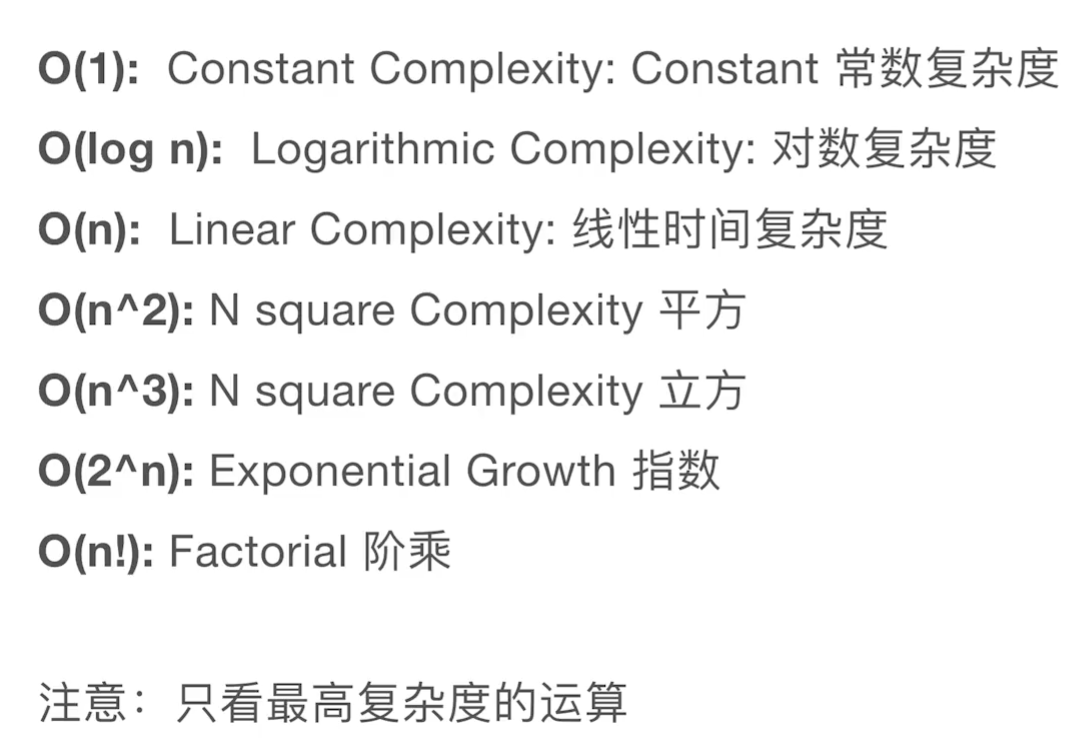 O(1): Constant Complexity: Constant 常数复杂度
O(log n): Logarithmic Complexity: 对数复杂度
O(n): Linear Complexity: 线性时间复杂度
O(n^2): N square Complexity 平方
O(n^3): N square Complexity 立方
O(2^n): Exponential Growth 指数
O(n!): Factorial 阶乘
注意：只看最高复杂度的运算